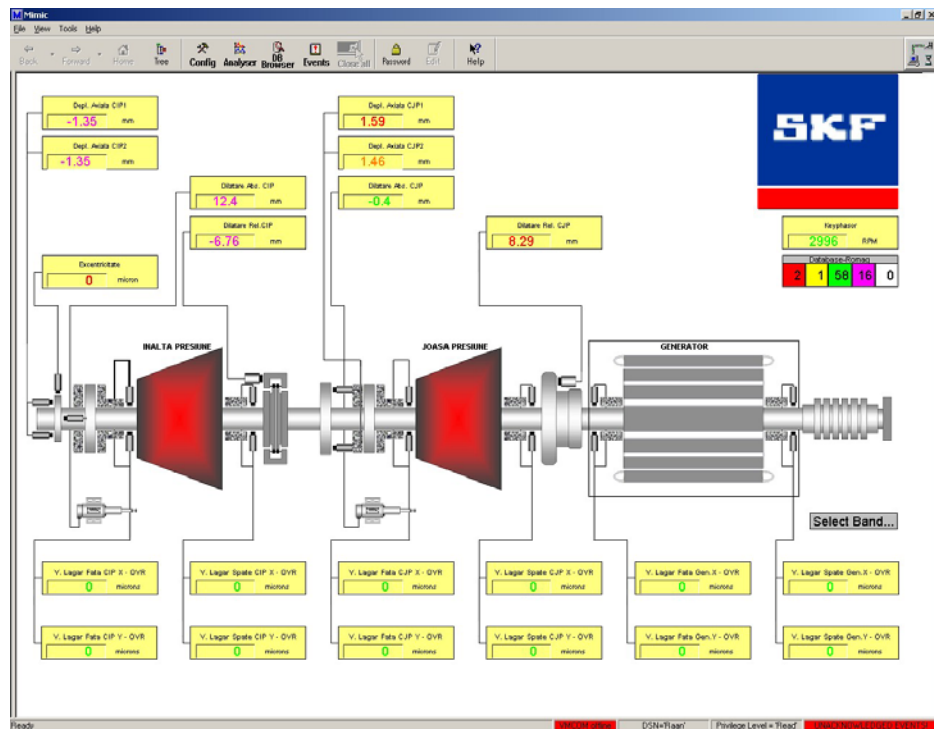 Mimic
File View Tools Help
Back Forward Home Tree Config Analyser DB Browser Events Close all Password Edit Help
Depl. Axiala CIP1
-1.35 mm
Depl. Axiala CIP2
-1.35 mm
Depl. Axiala CJP1
1.59 mm
Depl. Axiala CJP2
1.46 mm
SKF
Dilatare Abs. CIP
12.4 mm
Dilatare Abs. CJP
-0.4 mm
Dilatare Rel.CIP
-6.76 mm
Dilatare Rel. CJP
8.29 mm
Keyphasor
2996 RPM
Database-Romag
2 1 58 16 0
Excentricitate
0 micron
INALTA PRESIUNE
JOASA PRESIUNE
GENERATOR
Select Band...
V. Lagar Fata CIP X - OVR
0 microns
V. Lagar Spate CIP X - OVR
0 microns
V. Lagar Fata CJP X - OVR
0 microns
V. Lagar Spate CJP X - OVR
0 microns
V. Lagar Fata Gen.X - OVR
0 microns
V. Lagar Spate Gen.X - OVR
0 microns
V. Lagar Fata CIP Y - OVR
0 microns
V. Lagar Spate CIP Y - OVR
0 microns
V. Lagar Fata CJP Y - OVR
0 microns
V. Lagar Spate CJP Y - OVR
0 microns
V. Lagar Fata Gen.Y - OVR
0 microns
V. Lagar Spate Gen.Y - OVR
0 microns
Ready VMCOM offline DSN='Raan' Privilege Level = 'Read' UNACKNOWLEDGED EVENTS!